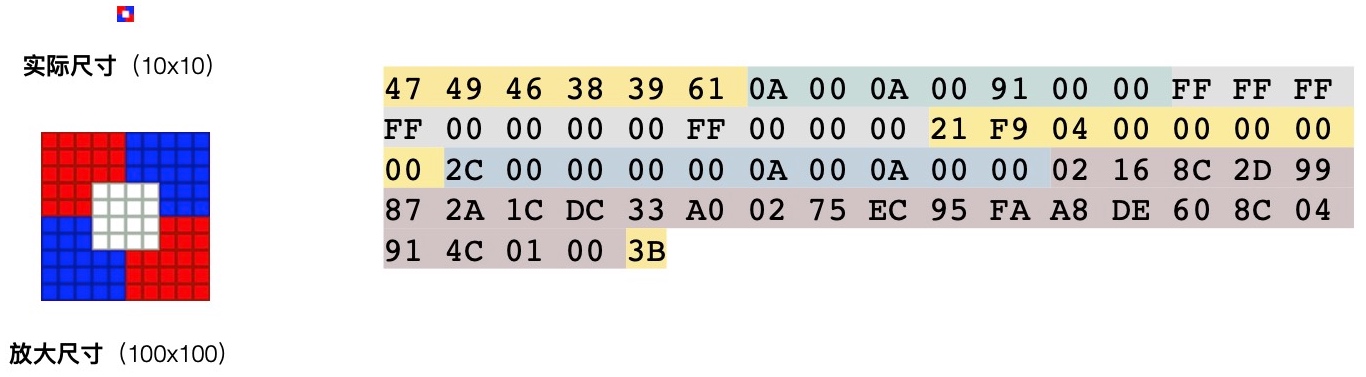 实际尺寸（10x10）
放大尺寸（100x100）
47 49 46 38 39 61 0A 00 0A 00 91 00 00 FF FF FF
FF 00 00 00 00 FF 00 00 00 21 F9 04 00 00 00 00
00 2C 00 00 00 00 0A 00 0A 00 00 02 16 8C 2D 99
87 2A 1C DC 33 A0 02 75 EC 95 FA A8 DE 60 8C 04
91 4C 01 00 3B